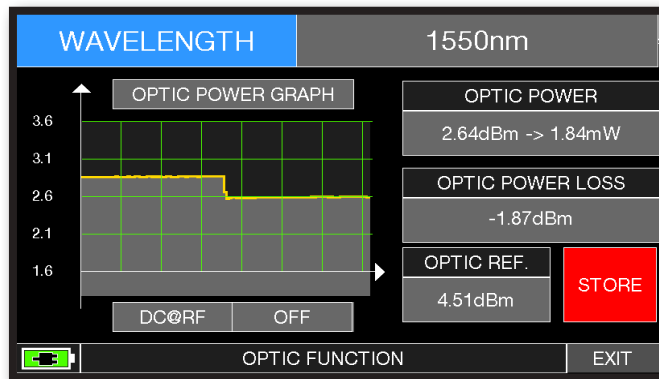 WAVELENGTH 1550nm
OPTIC POWER GRAPH
3.6
3.1
2.6
2.1
1.6
DC@RF OFF
OPTIC POWER
2.64dBm -> 1.84mW
OPTIC POWER LOSS
-1.87dBm
OPTIC REF.
4.51dBm
STORE
OPTIC FUNCTION
EXIT